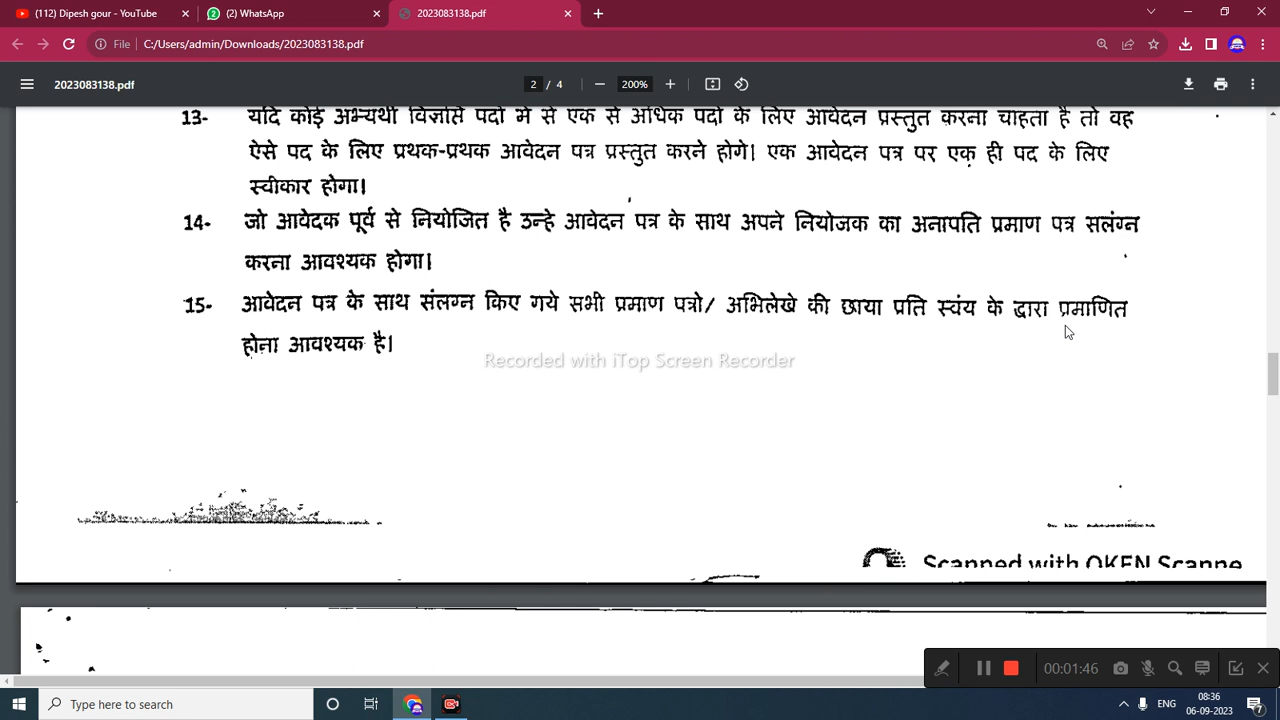 (112) Dipesh gour - YouTube
(2) WhatsApp
2023083138.pdf
File C:/Users/admin/Downloads/2023083138.pdf
2023083138.pdf
2 / 4
200%
13- यदि कोई अभ्यर्थी विज्ञप्ति पदों मे से एक से अधिक पदों के लिए आवेदन प्रस्तुत करना चाहता है तो वह
ऐसे पद के लिए प्रथक-प्रथक आवेदन पत्र प्रस्तुत करने होगे। एक आवेदन पत्र पर एक ही पद के लिए
स्वीकार होगा।
14- जो आवेदक पूर्व से नियोजित है उन्हे आवेदन पत्र के साथ अपने नियोजक का अनापति प्रमाण पत्र सलंग्न
करना आवश्यक होगा।
15- आवेदन पत्र के साथ संलग्न किए गये सभी प्रमाण पत्रो/ अभिलेखे की छाया प्रति स्वंय के द्वारा प्रमाणित
होना आवश्यक है।
Recorded with iTop Screen Recorder
Scanned with OKEN Scanne
00:01:46
Type here to search
ENG
08:36
06-09-2023